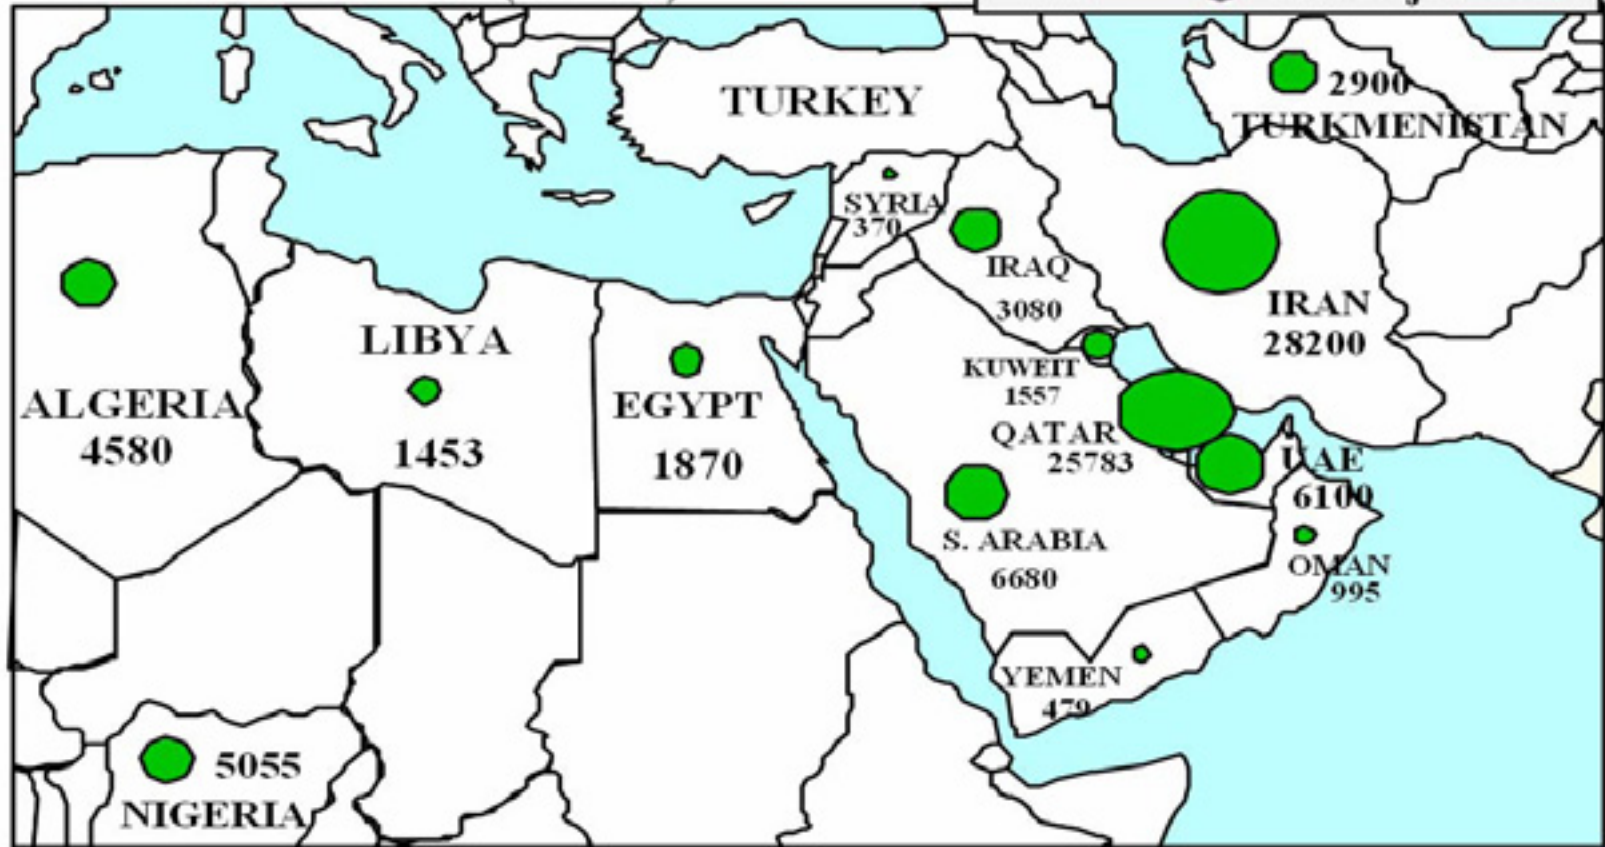 2900
TURKEY
TURKMENISTAN
SYRIA
370
IRAQ
3080
IRAN
28200
LIBYA
KUWEIT
1557
ALGERIA
4580
1453
EGYPT
1870
QATAR
25783
UAE
6100
S. ARABIA
6680
OMAN
995
YEMEN
479
5055
NIGERIA